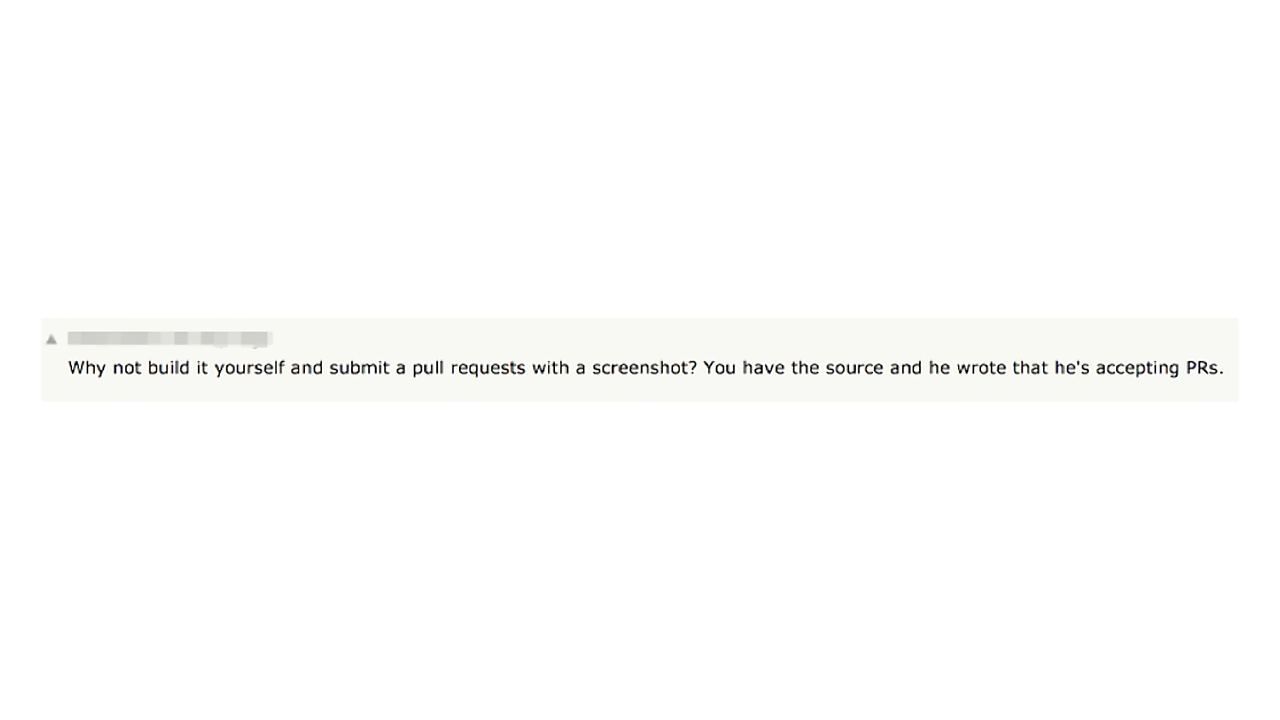 Why not build it yourself and submit a pull requests with a screenshot? You have the source and he wrote that he's accepting PRs.